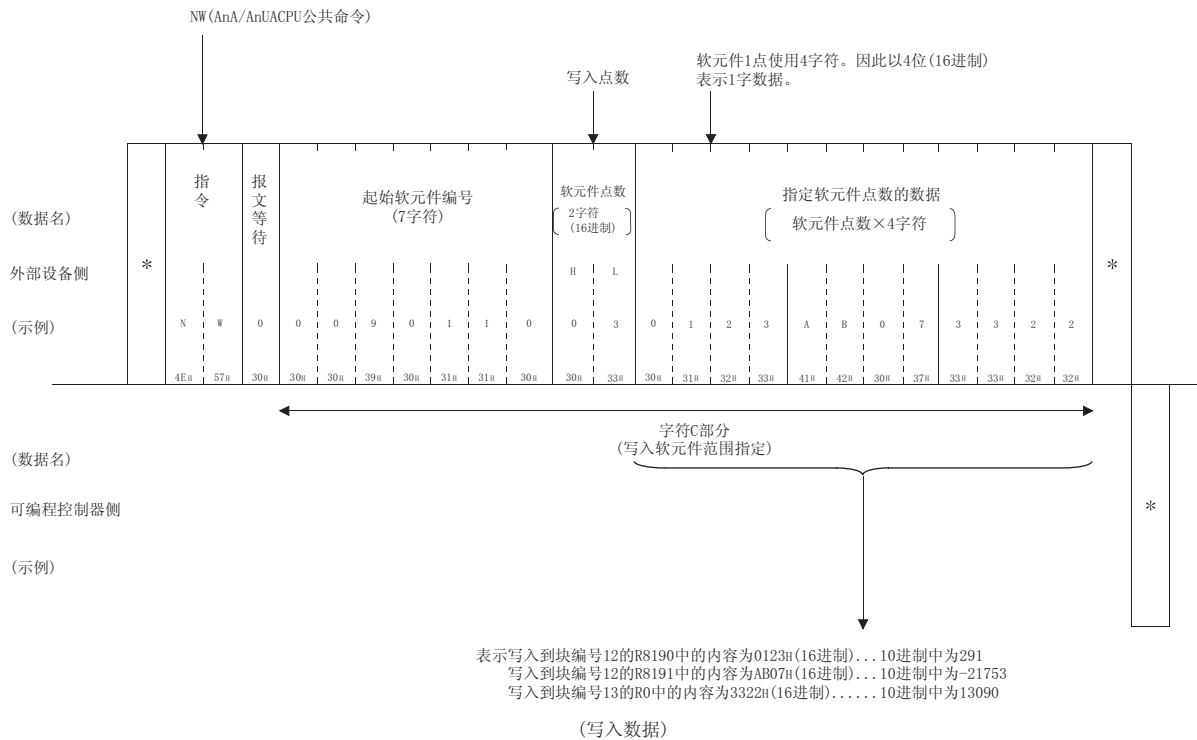 NW(AnA/AnUACPU公共命令)
写入点数
软元件1点使用4字符。因此以4位(16进制)
表示1字数据。
(数据名)
指令
报文等待
起始软元件编号
(7字符)
软元件点数
2字符
(16进制)
指定软元件点数的数据
软元件点数×4字符
外部设备侧
*
H L
*
(示例)
N W 0 0 0 9 0 1 1 0 0 3 0 1 2 3 A B 0 7 3 3 2 2
4EH 57H 30H 30H 30H 39H 30H 31H 31H 30H 30H 33H 30H 31H 32H 33H 41H 42H 30H 37H 33H 33H 32H 32H
字符C部分
(写入软元件范围指定)
(数据名)
可编程控制器侧
*
(示例)
表示写入到块编号12的R8190中的内容为0123H(16进制)...10进制中为291
写入到块编号12的R8191中的内容为AB07H(16进制)...10进制中为-21753
写入到块编号13的R0中的内容为3322H(16进制)......10进制中为13090
(写入数据)